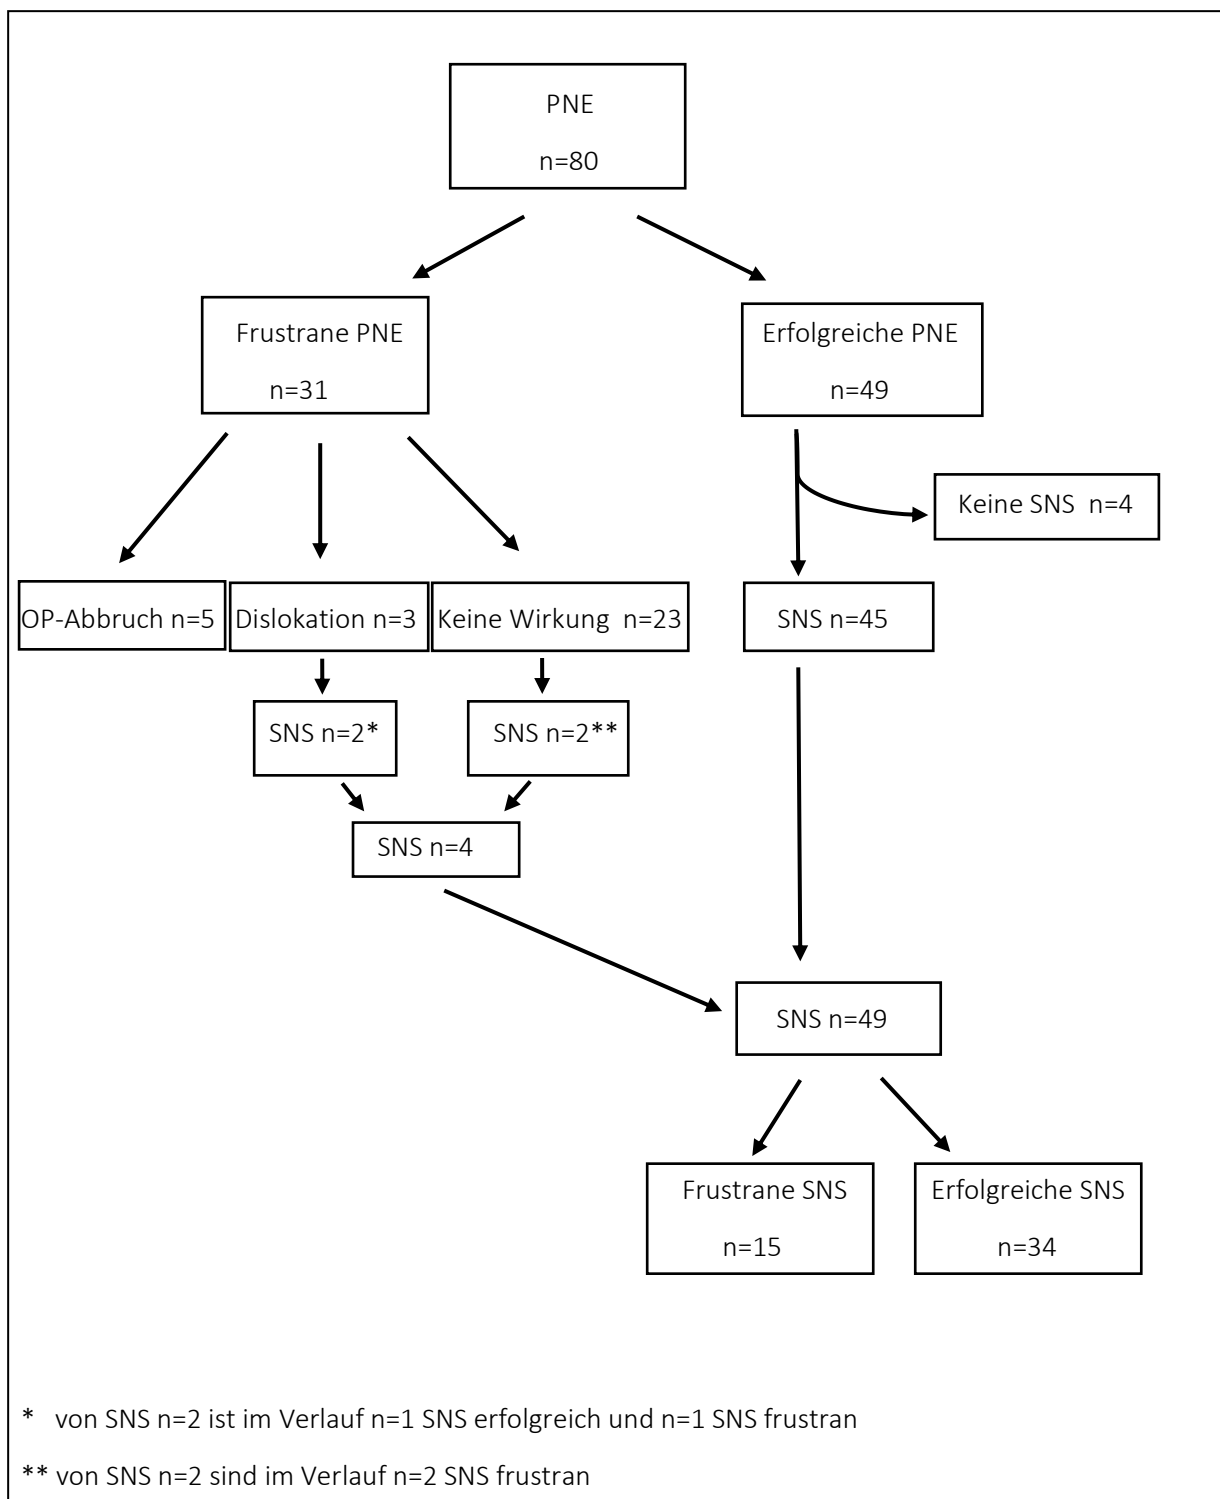 PNE
n=80
Frustrane PNE
n=31
Erfolgreiche PNE
n=49
Keine SNS n=4
OP-Abbruch n=5
Dislokation n=3
Keine Wirkung n=23
SNS n=45
SNS n=2*
SNS n=2**
SNS n=4
SNS n=49
Frustrane SNS
n=15
Erfolgreiche SNS
n=34
* von SNS n=2 ist im Verlauf n=1 SNS erfolgreich und n=1 SNS frustran
** von SNS n=2 sind im Verlauf n=2 SNS frustran